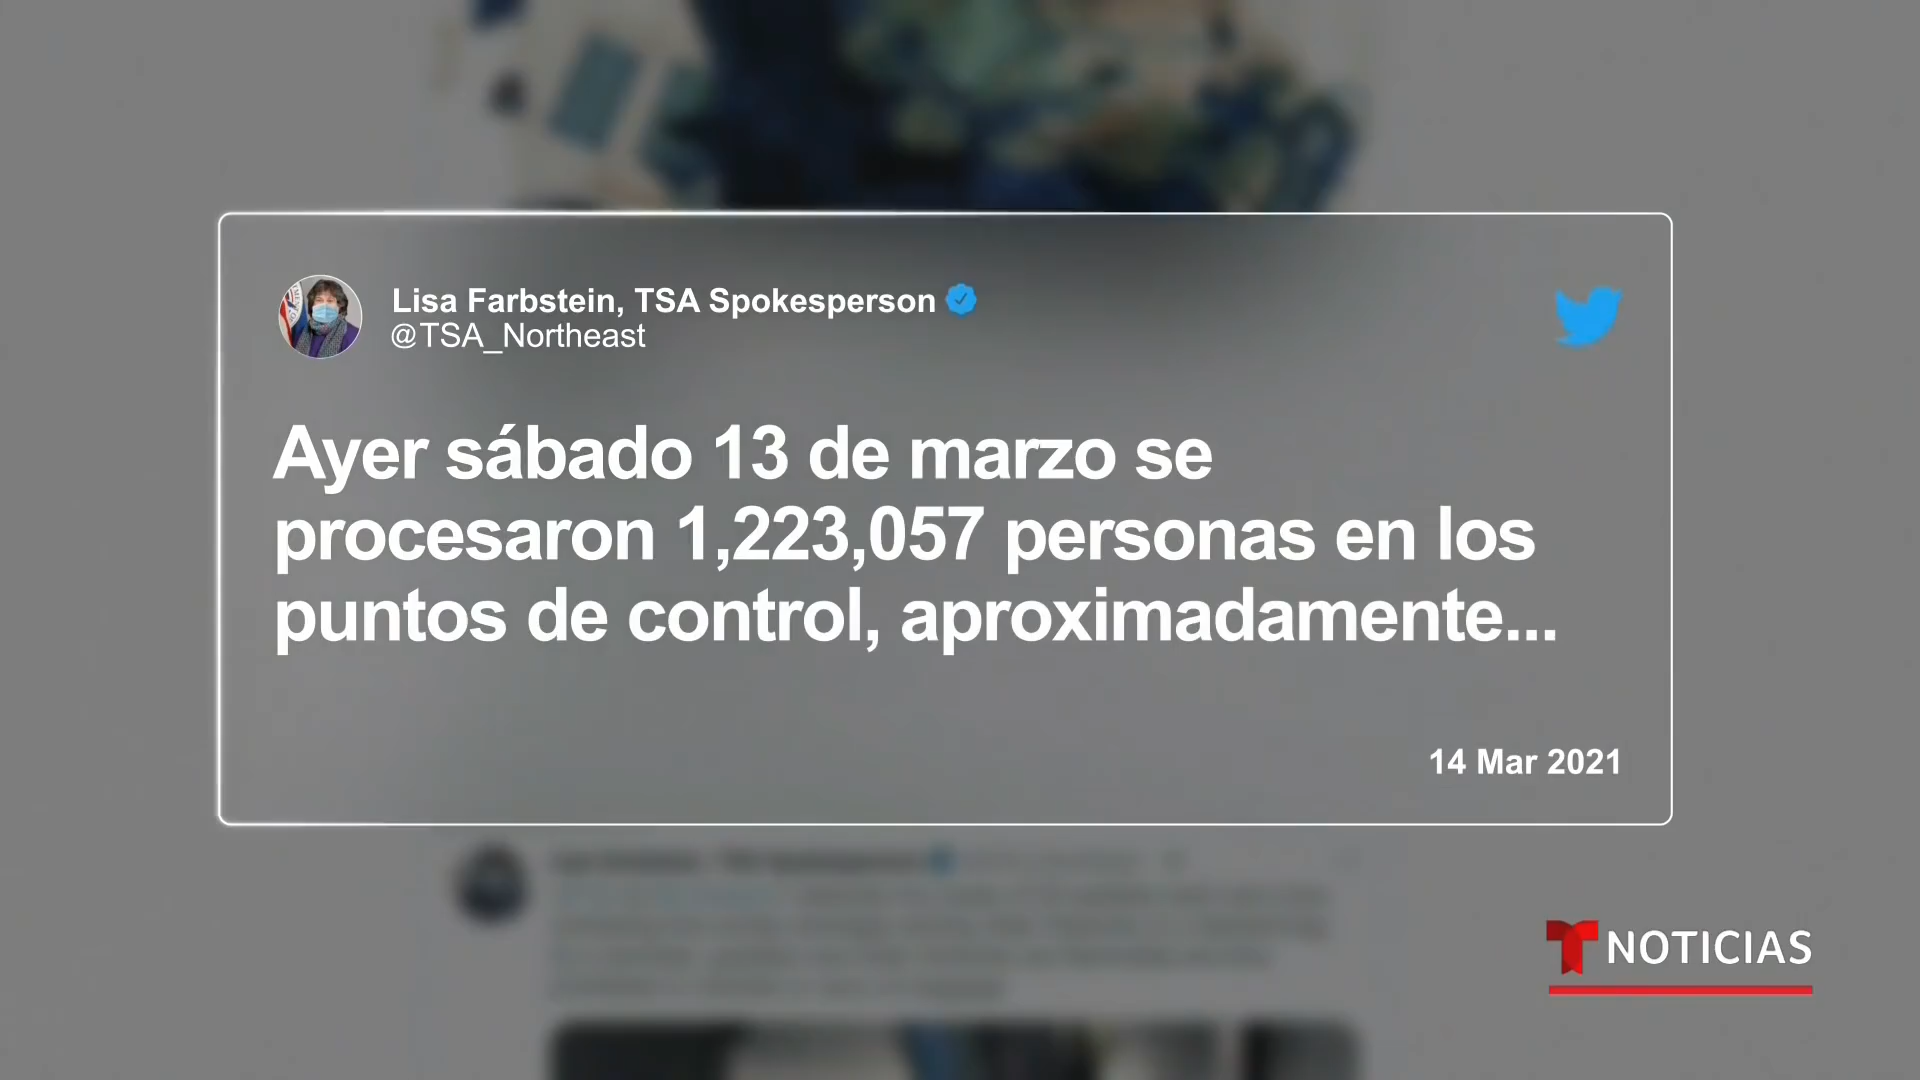 Lisa Farbstein, TSA Spokesperson
@TSA_Northeast
Ayer sábado 13 de marzo se
procesaron 1,223,057 personas en los
puntos de control, aproximadamente...
14 Mar 2021
NOTICIAS